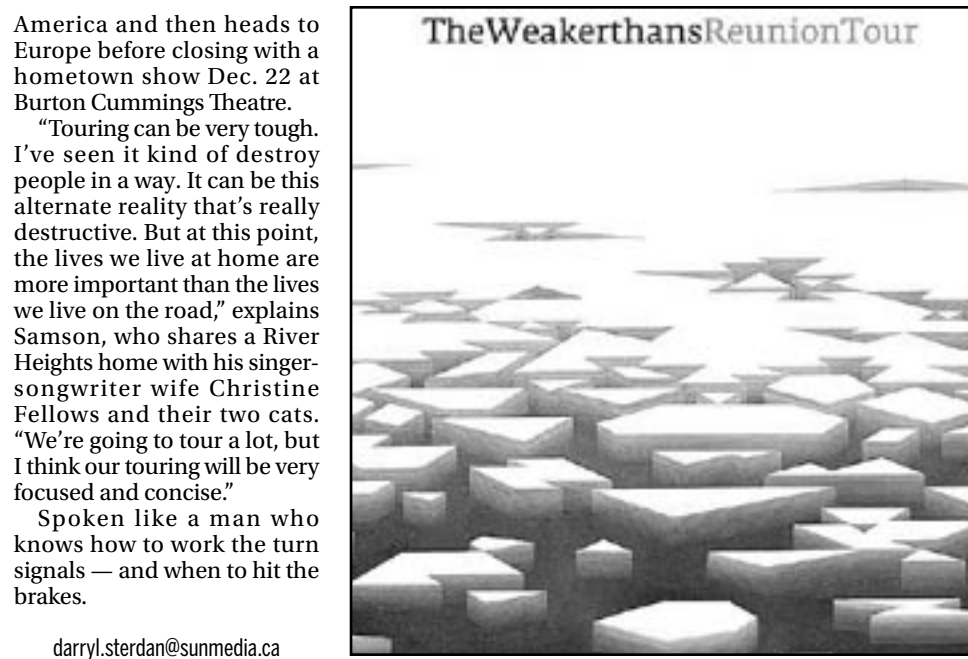 America and then heads to
Europe before closing with a
hometown show Dec. 22 at
Burton Cummings Theatre.
“Touring can be very tough.
I’ve seen it kind of destroy
people in a way. It can be this
alternate reality that’s really
destructive. But at this point,
the lives we live at home are
more important than the lives
we live on the road,” explains
Samson, who shares a River
Heights home with his singer-
songwriter wife Christine
Fellows and their two cats.
“We’re going to tour a lot, but
I think our touring will be very
focused and concise.”
Spoken like a man who
knows how to work the turn
signals — and when to hit the
brakes.
darryl.sterdan@sunmedia.ca
TheWeakerthansReunionTour